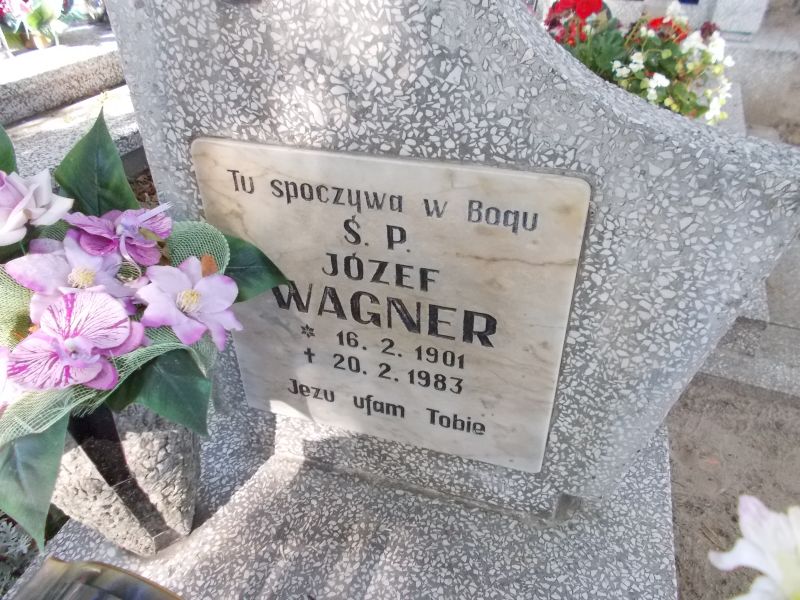 Tu spoczywa w Bogu
Ś. P.
JÓZEF
WAGNER
* 16. 2. 1901
✝ 20. 2. 1983
Jezu ufam Tobie